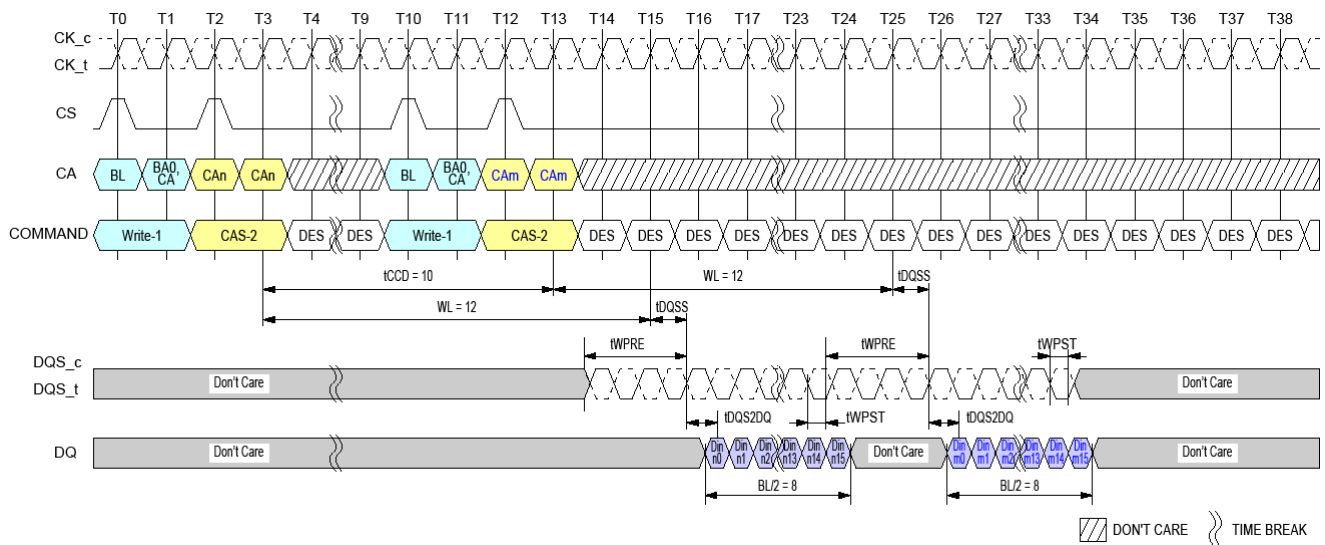 T0 T1 T2 T3 T4 T9 T10 T11 T12 T13 T14 T15 T16 T17 T23 T24 T25 T26 T27 T33 T34 T35 T36 T37 T38
CK_c
CK_t
CS
CA BL BA0, CA CAn CAn BL BA0, CA CAm CAm
COMMAND Write-1 CAS-2 DES DES Write-1 CAS-2 DES DES DES DES DES DES DES DES DES DES DES DES DES DES DES
tCCD = 10 WL = 12 tDQSS
WL = 12 tDQSS
tWPRE tWPRE tWPST
DQS_c
DQS_t Don't Care Don't Care
tDQS2DQ tWPST tDQS2DQ
DQ Don't Care Din n0 Din n1 Din n2 Din n13 Din n14 Din n15 Don't Care Din m0 Din m1 Din m2 Din m13 Din m14 Din m15 Don't Care
BL/2 = 8 BL/2 = 8
DON'T CARE TIME BREAK